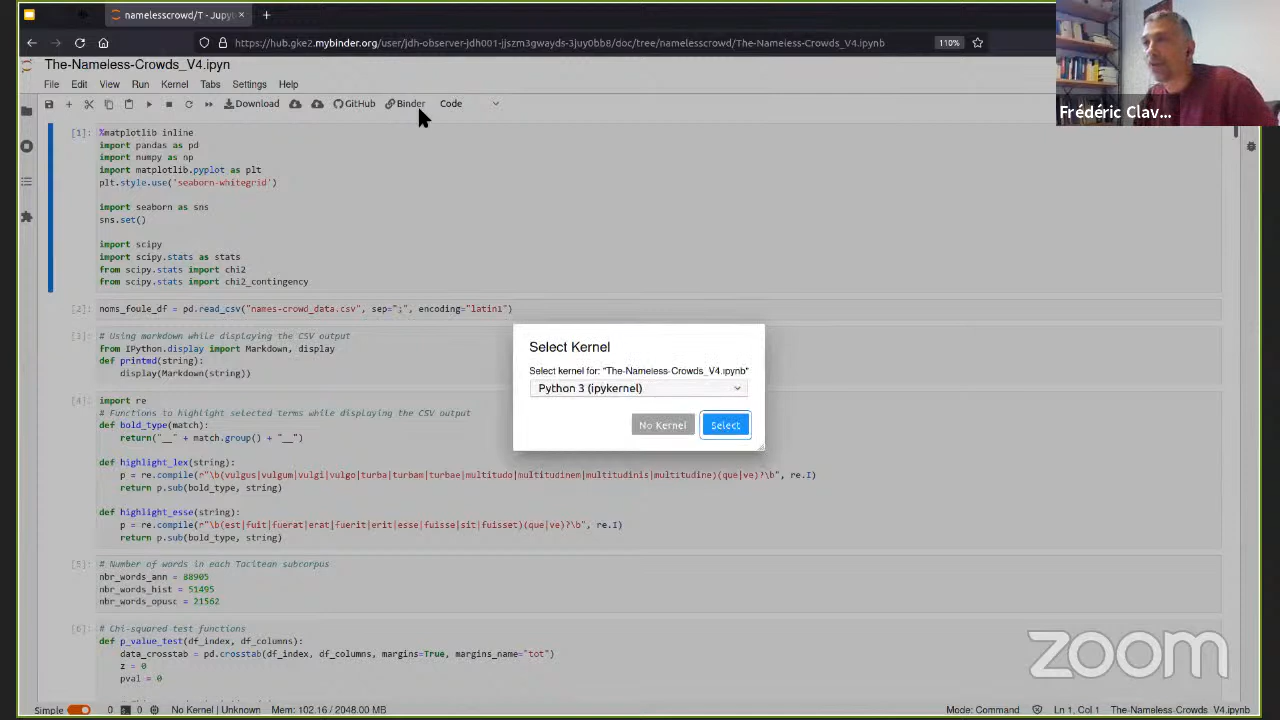 namelesscrowd/T - Jupyt
https://hub.gke2.mybinder.org/user/jdh-observer-jdh001-jjszm3gwayds-3juy0bb8/doc/tree/namelesscrowd/The-Nameless-Crowds_V4.ipynb
110%
The-Nameless-Crowds_V4.ipyn
File Edit View Run Kernel Tabs Settings Help
Download GitHub Binder Code
Frédéric Clav...
[1]: %matplotlib inline
import pandas as pd
import numpy as np
import matplotlib.pyplot as plt
plt.style.use('seaborn-whitegrid')
import seaborn as sns
sns.set()
import scipy
import scipy.stats as stats
from scipy.stats import chi2
from scipy.stats import chi2_contingency
[2]: noms_foule_df = pd.read_csv("names-crowd_data.csv", sep=";", encoding="latin1")
[3]: # Using markdown while displaying the CSV output
from IPython.display import Markdown, display
def printmd(string):
display(Markdown(string))
Select Kernel
Select kernel for: "The-Nameless-Crowds_V4.ipynb"
Python 3 (ipykernel)
No Kernel Select
[4]: import re
# Functions to highlight selected terms while displaying the CSV output
def bold_type(match):
return("__" + match.group() + "__")
def highlight_lex(string):
p = re.compile(r"\b(vulgus|vulgum|vulgi|vulgo|turba|turbam|turbae|multitudo|multitudinem|multitudinis|multitudine)(que|ve)?\b", re.I)
return p.sub(bold_type, string)
def highlight_esse(string):
p = re.compile(r"\b(est|fuit|fuerat|erat|fuerit|erit|esse|fuisse|sit|fuisset)(que|ve)?\b", re.I)
return p.sub(bold_type, string)
[5]: # Number of words in each Tacitean subcorpus
nbr_words_ann = 88905
nbr_words_hist = 51495
nbr_words_opusc = 21562
[6]: # Chi-squared test functions
def p_value_test(df_index, df_columns):
data_crosstab = pd.crosstab(df_index, df_columns, margins=True, margins_name="tot")
z = 0
pval = 0
zoom
Simple 0 0 No Kernel | Unknown Mem: 102.16 / 2048.00 MB Mode: Command Ln 1, Col 1 The-Nameless-Crowds_V4.ipynb